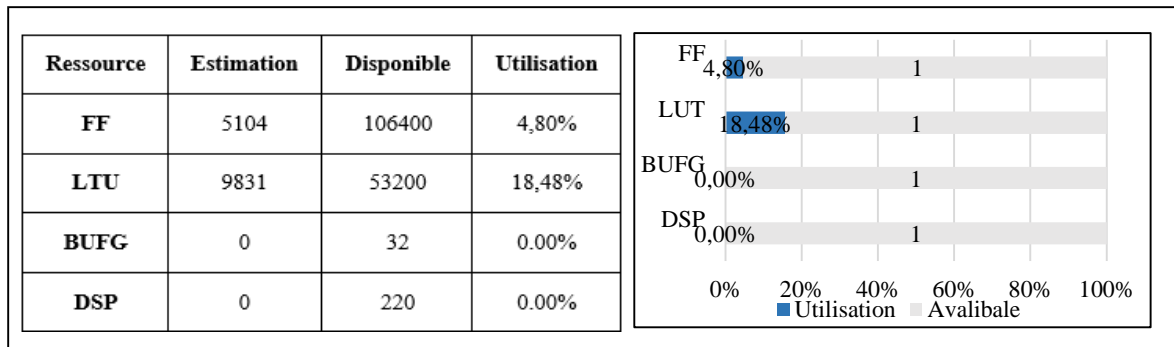 Ressource Estimation Disponible Utilisation
FF 5104 106400 4,80%
LTU 9831 53200 18,48%
BUFG 0 32 0.00%
DSP 0 220 0.00%
FF
4,80% 1
LUT
18,48% 1
BUFG
0,00% 1
DSP
0,00% 1
0% 20% 40% 60% 80% 100%
Utilisation Avalibale